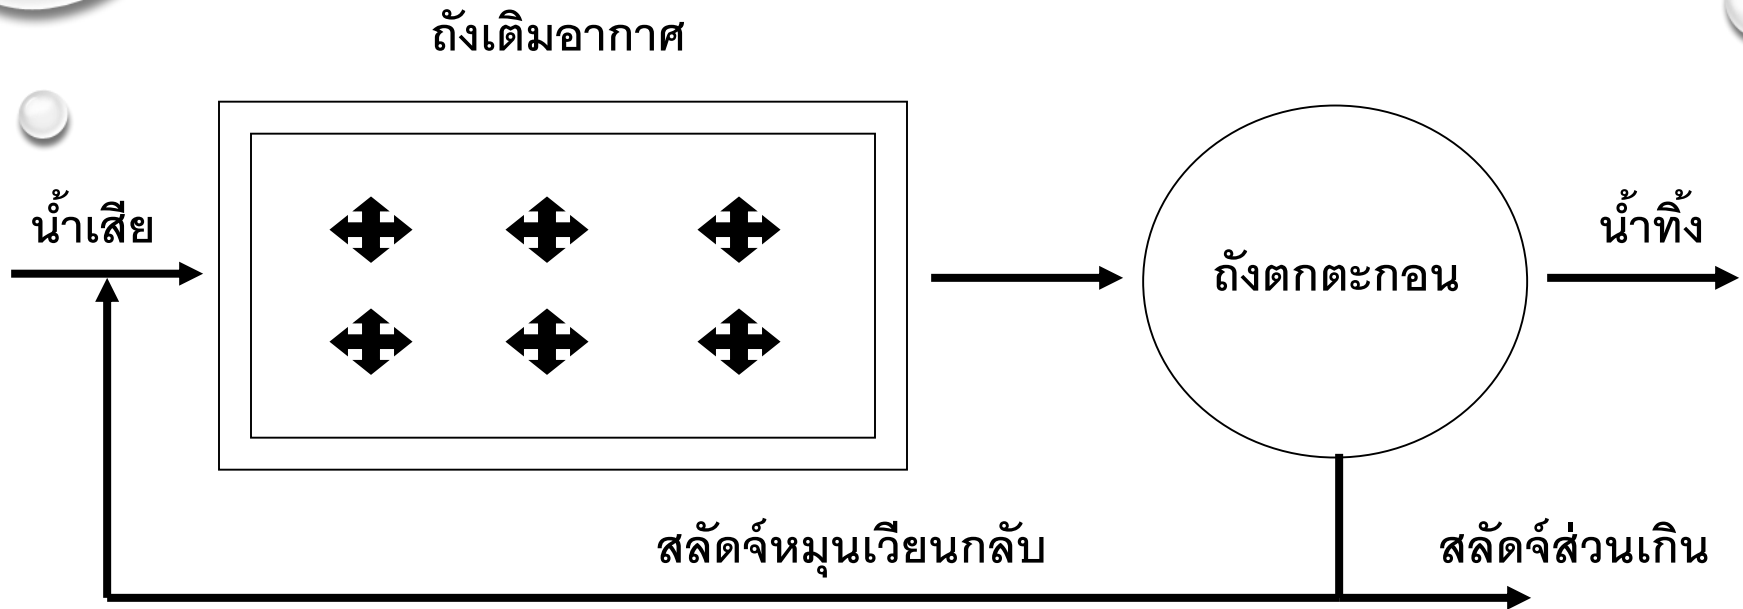 ถังเติมอากาศ
น้ำเสีย
น้ำทิ้ง
ถังตกตะกอน
สลัดจ์หมุนเวียนกลับ
สลัดจ์ส่วนเกิน